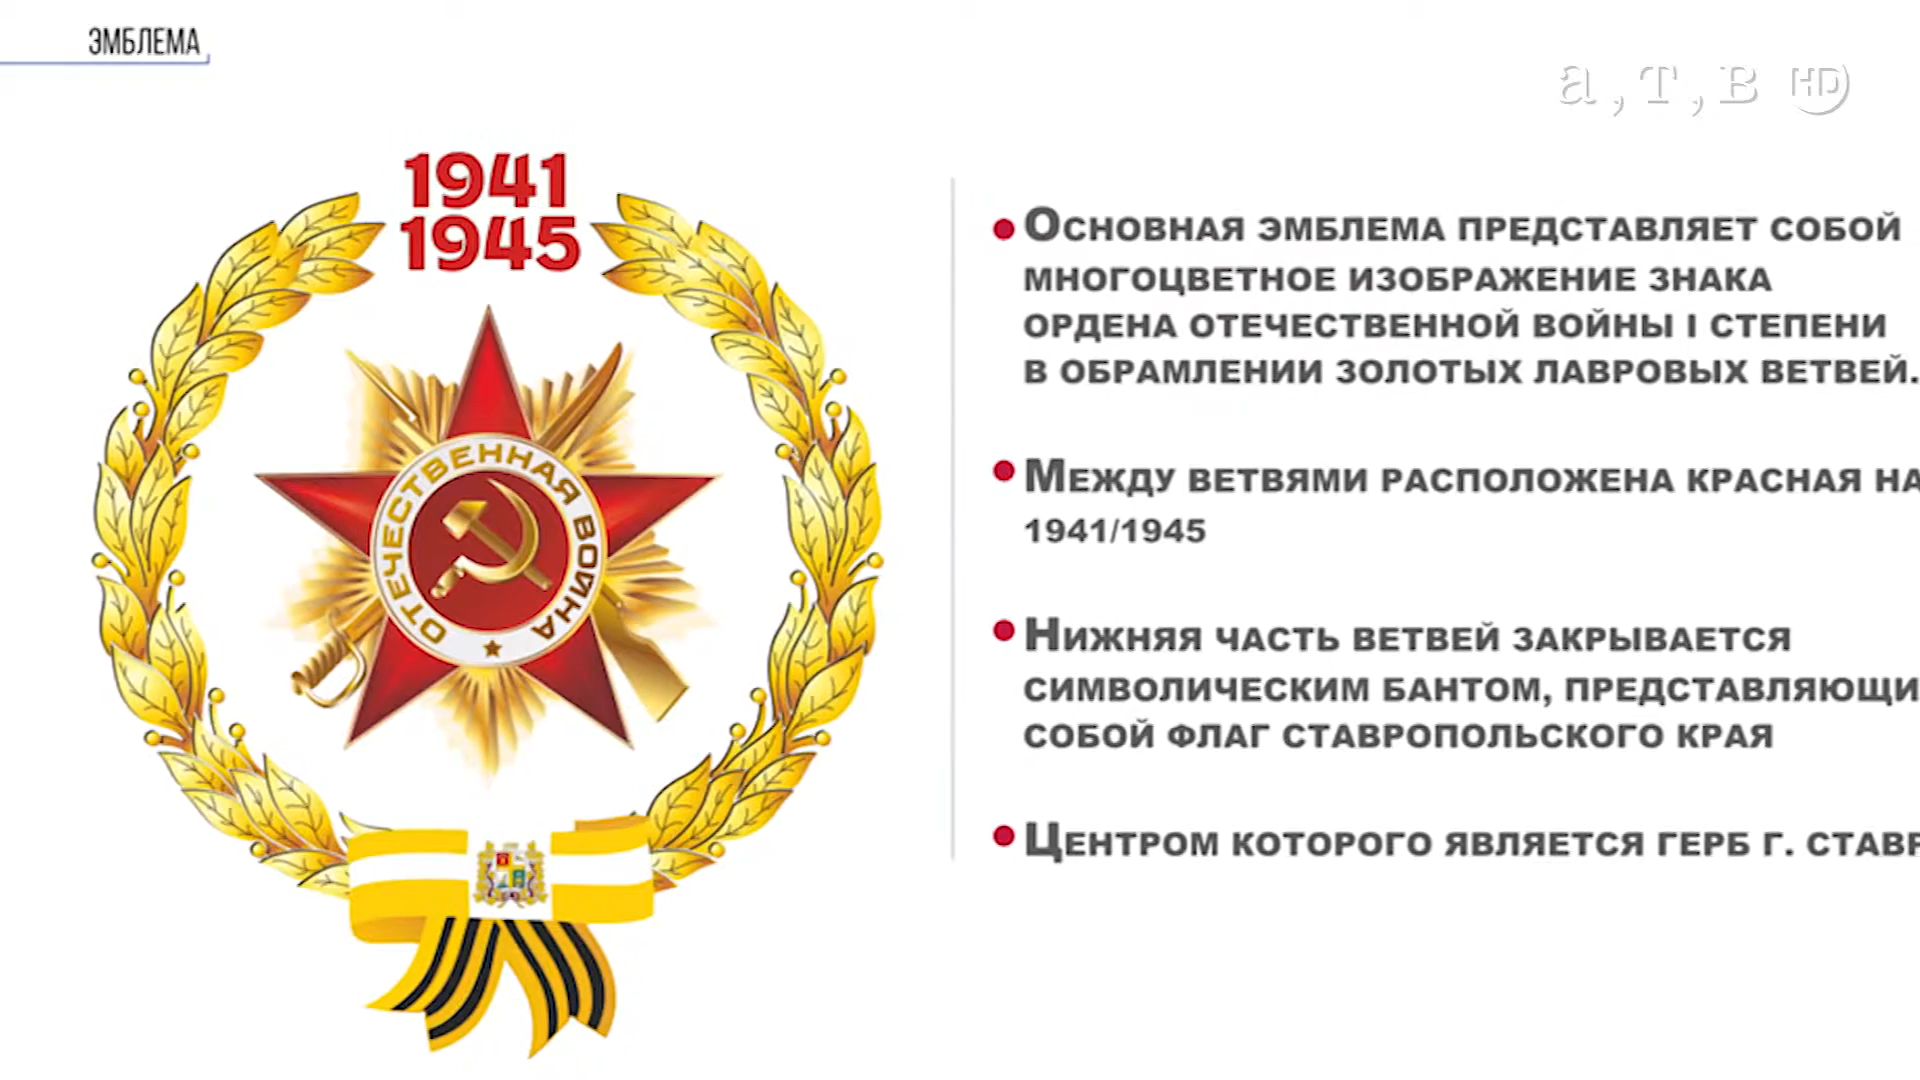 ЭМБЛЕМА
а,т,в HD
1941
1945
ОТЕЧЕСТВЕННАЯ ВОЙНА
ОСНОВНАЯ ЭМБЛЕМА ПРЕДСТАВЛЯЕТ СОБОЙ
МНОГОЦВЕТНОЕ ИЗОБРАЖЕНИЕ ЗНАКА
ОРДЕНА ОТЕЧЕСТВЕННОЙ ВОЙНЫ I СТЕПЕНИ
В ОБРАМЛЕНИИ ЗОЛОТЫХ ЛАВРОВЫХ ВЕТВЕЙ.
МЕЖДУ ВЕТВЯМИ РАСПОЛОЖЕНА КРАСНАЯ НА
1941/1945
НИЖНЯЯ ЧАСТЬ ВЕТВЕЙ ЗАКРЫВАЕТСЯ
СИМВОЛИЧЕСКИМ БАНТОМ, ПРЕДСТАВЛЯЮЩИ
СОБОЙ ФЛАГ СТАВРОПОЛЬСКОГО КРАЯ
ЦЕНТРОМ КОТОРОГО ЯВЛЯЕТСЯ ГЕРБ Г. СТАВР